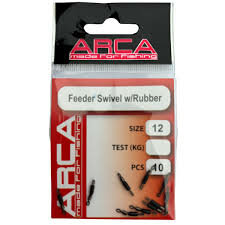 ARCA
made for fishing
Feeder Swivel w/Rubber
SIZE 12
TEST (KG)
PCS 10
ARCA
made for fishing